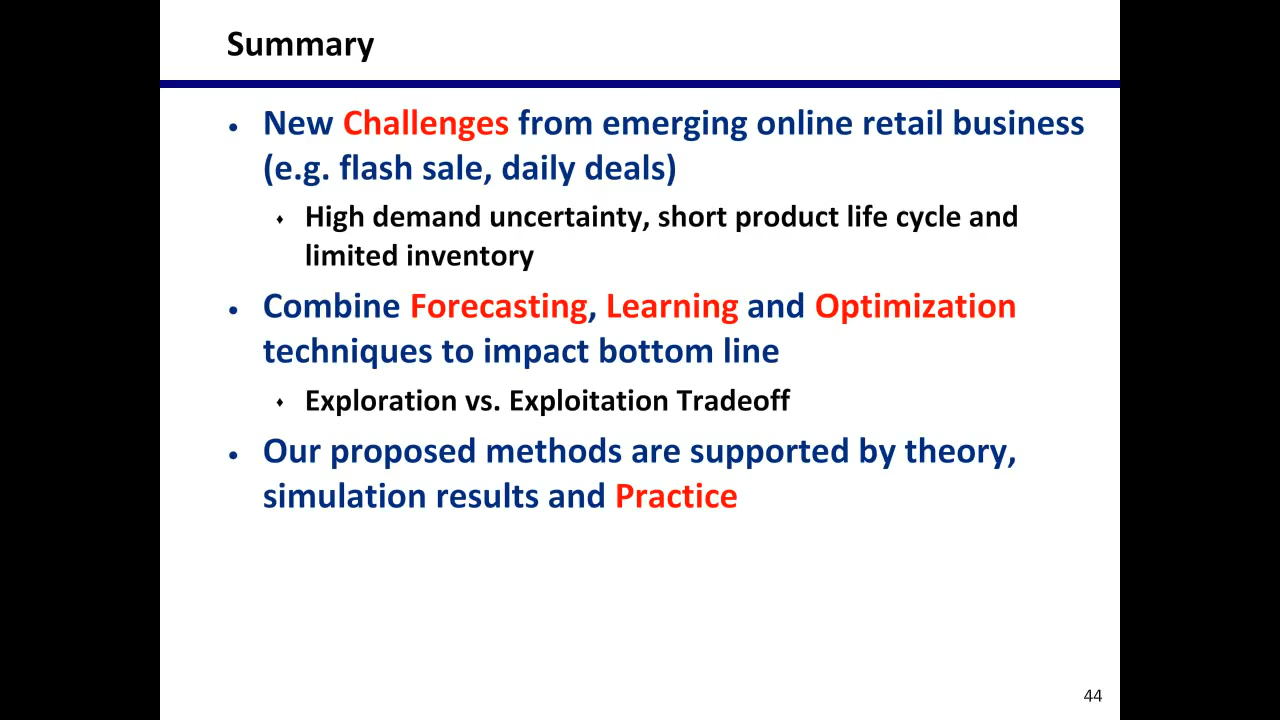 Summary
• New Challenges from emerging online retail business
(e.g. flash sale, daily deals)
♦ High demand uncertainty, short product life cycle and
limited inventory
• Combine Forecasting, Learning and Optimization
techniques to impact bottom line
♦ Exploration vs. Exploitation Tradeoff
• Our proposed methods are supported by theory,
simulation results and Practice
44